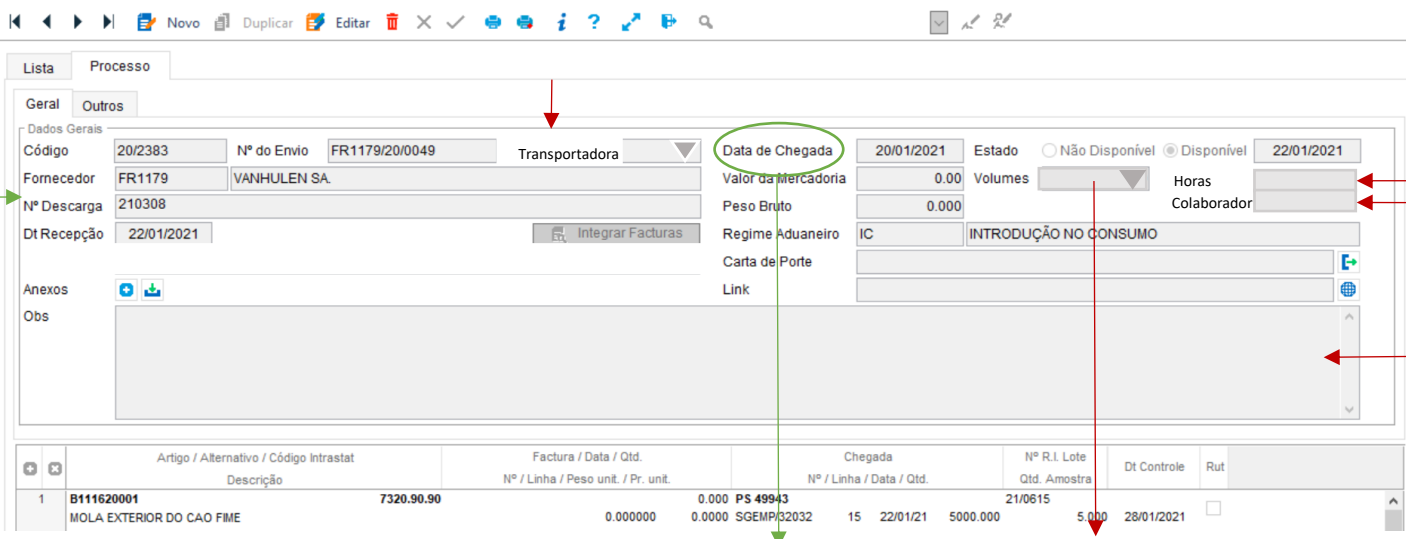 Novo Duplicar Editar
Lista Processo
Geral Outros
Dados Gerais
Código 20/2383 Nº do Envio FR1179/20/0049 Transportadora Data de Chegada 20/01/2021 Estado Não Disponível Disponível 22/01/2021
Fornecedor FR1179 VANHULEN SA. Valor da Mercadoria 0.00 Volumes Horas
Nº Descarga 210308 Peso Bruto 0.000 Colaborador
Dt Recepção 22/01/2021 Integrar Facturas Regime Aduaneiro IC INTRODUÇÃO NO CONSUMO
Carta de Porte
Anexos Link
Obs
Artigo / Alternativo / Código Intrastat Factura / Data / Qtd. Chegada Nº R.I. Lote Dt Controle Rut
Descrição Nº / Linha / Peso unit. / Pr. unit. Nº / Linha / Data / Qtd. Qtd. Amostra
1 B111620001 7320.90.90 0.000 PS 49943 21/0615
MOLA EXTERIOR DO CAO FIME 0.000000 0.0000 SGEMP/32032 15 22/01/21 5000.000 5.000 28/01/2021